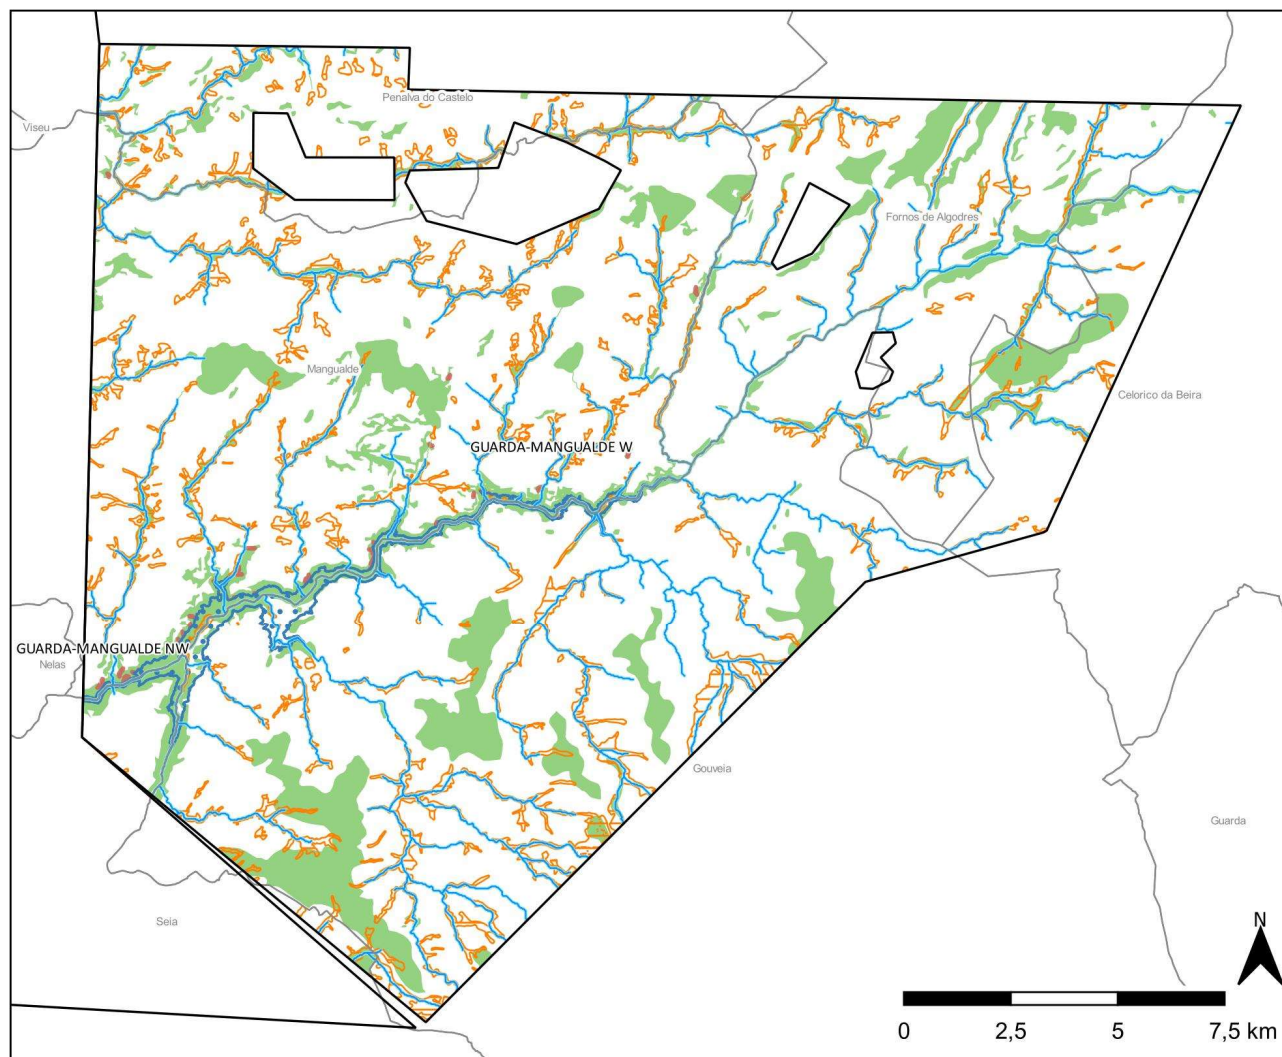 Penalva do Castelo
Viseu
Fornos de Algodres
Mangualde
Celorico da Beira
GUARDA-MANGUALDE W
GUARDA-MANGUALDE NW
Nelas
Gouveia
Guarda
Seia
N
0 2,5 5 7,5 km